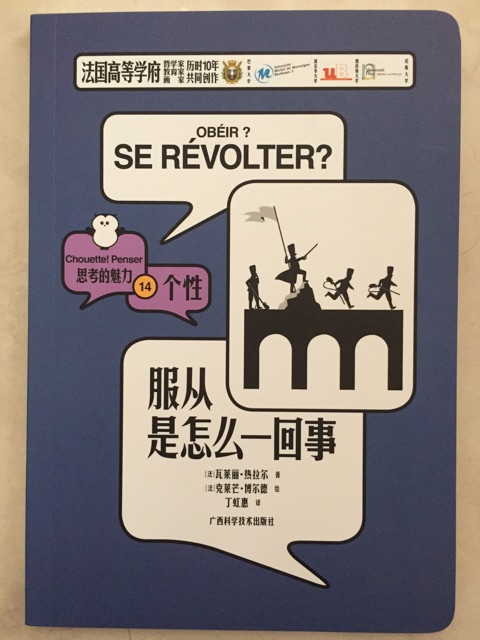 法国高等学府
哲学家
教育家
画家
历时10年
共同创作
OBÉIR ?
SE RÉVOLTER?
Chouette! Penser
思考的魅力
14
个性
服从
是怎么一回事
[法]瓦莱丽·热拉尔 著
[法]克莱芒·博尔德 绘
丁虹惠 译
广西科学技术出版社